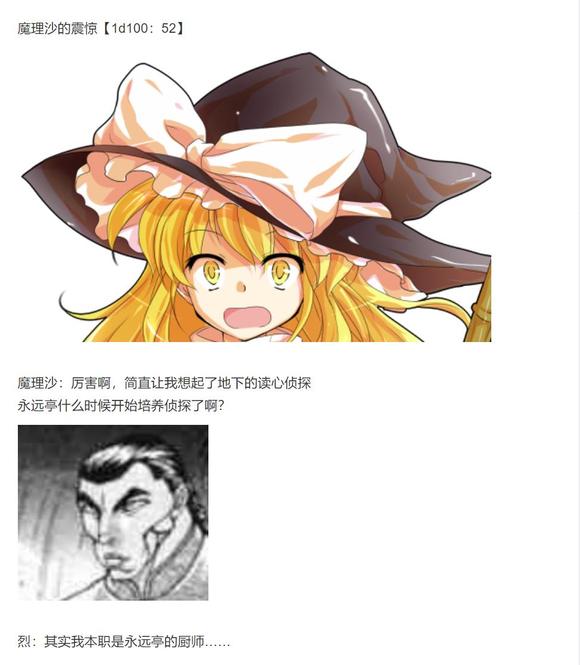 魔理沙的震惊【1d100：52】
魔理沙：厉害啊，简直让我想起了地下的读心侦探
永远亭什么时候开始培养侦探了啊？
烈：其实我本职是永远亭的厨师……